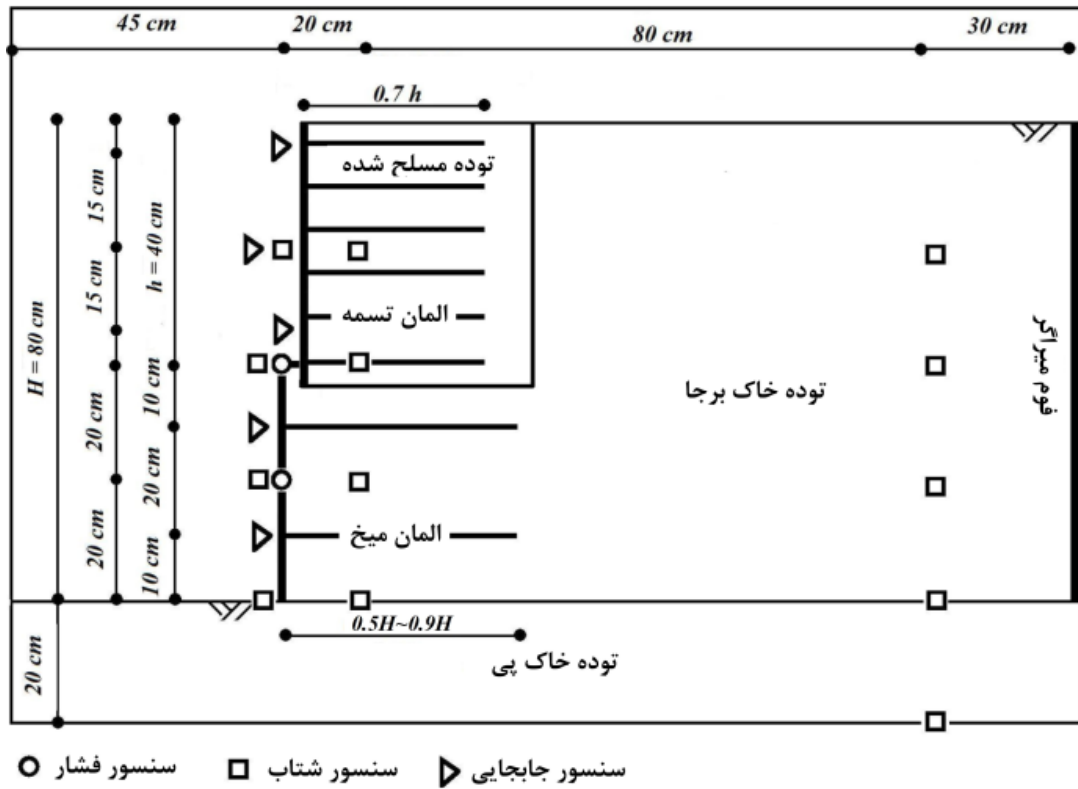 45 cm
20 cm
80 cm
30 cm
0.7 h
توده مسلح شده
15 cm
15 cm
h = 40 cm
H = 80 cm
المان تسمه
فوم میراگر
توده خاک برجا
10 cm
20 cm
20 cm
20 cm
10 cm
المان میخ
0.5H~0.9H
20 cm
توده خاک پی
سنسور فشار
سنسور شتاب
سنسور جابجایی